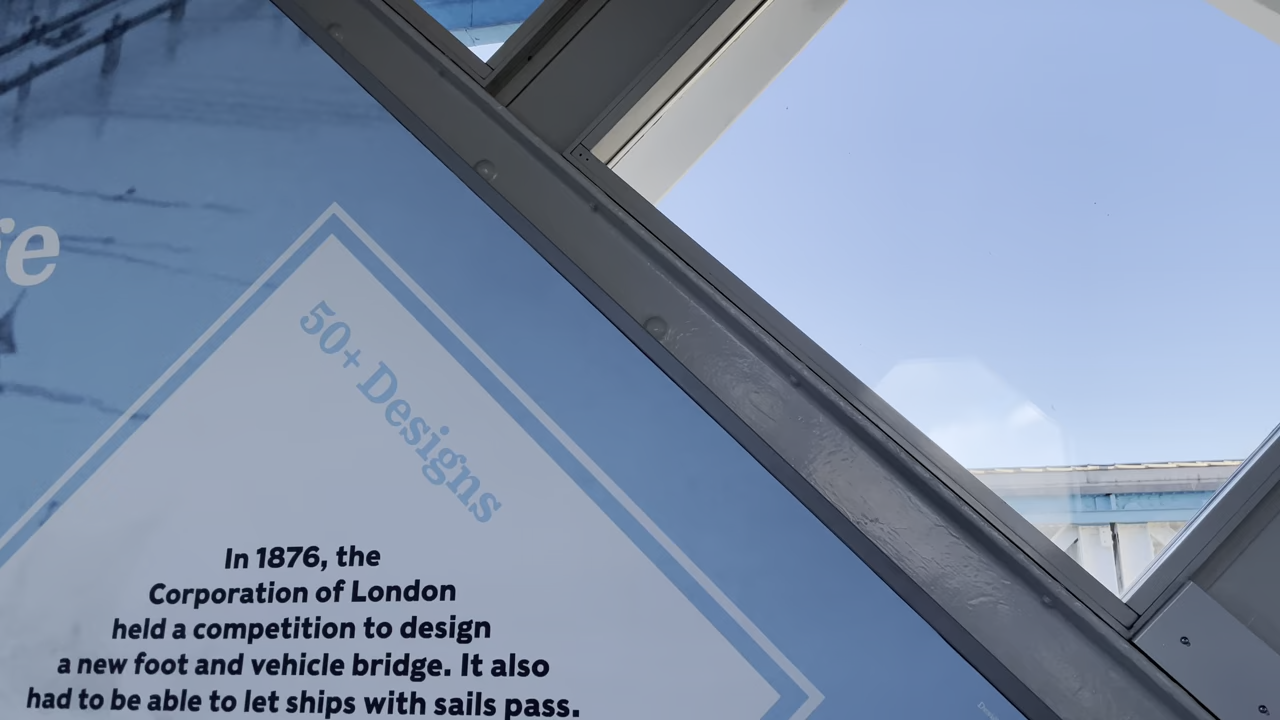 50+ Designs
In 1876, the
Corporation of London
held a competition to design
a new foot and vehicle bridge. It also
had to be able to let ships with sails pass.